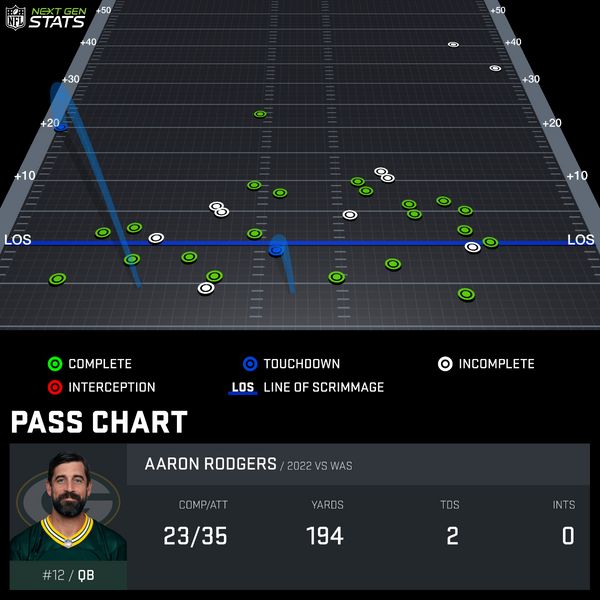 NFL NEXT GEN STATS
+50 +50
+40 +40
+30 +30
+20 +20
+10 +10
LOS LOS
COMPLETE TOUCHDOWN INCOMPLETE
INTERCEPTION LOS LINE OF SCRIMMAGE
PASS CHART
AARON RODGERS / 2022 VS WAS
COMP/ATT YARDS TDS INTS
23/35 194 2 0
#12 / QB